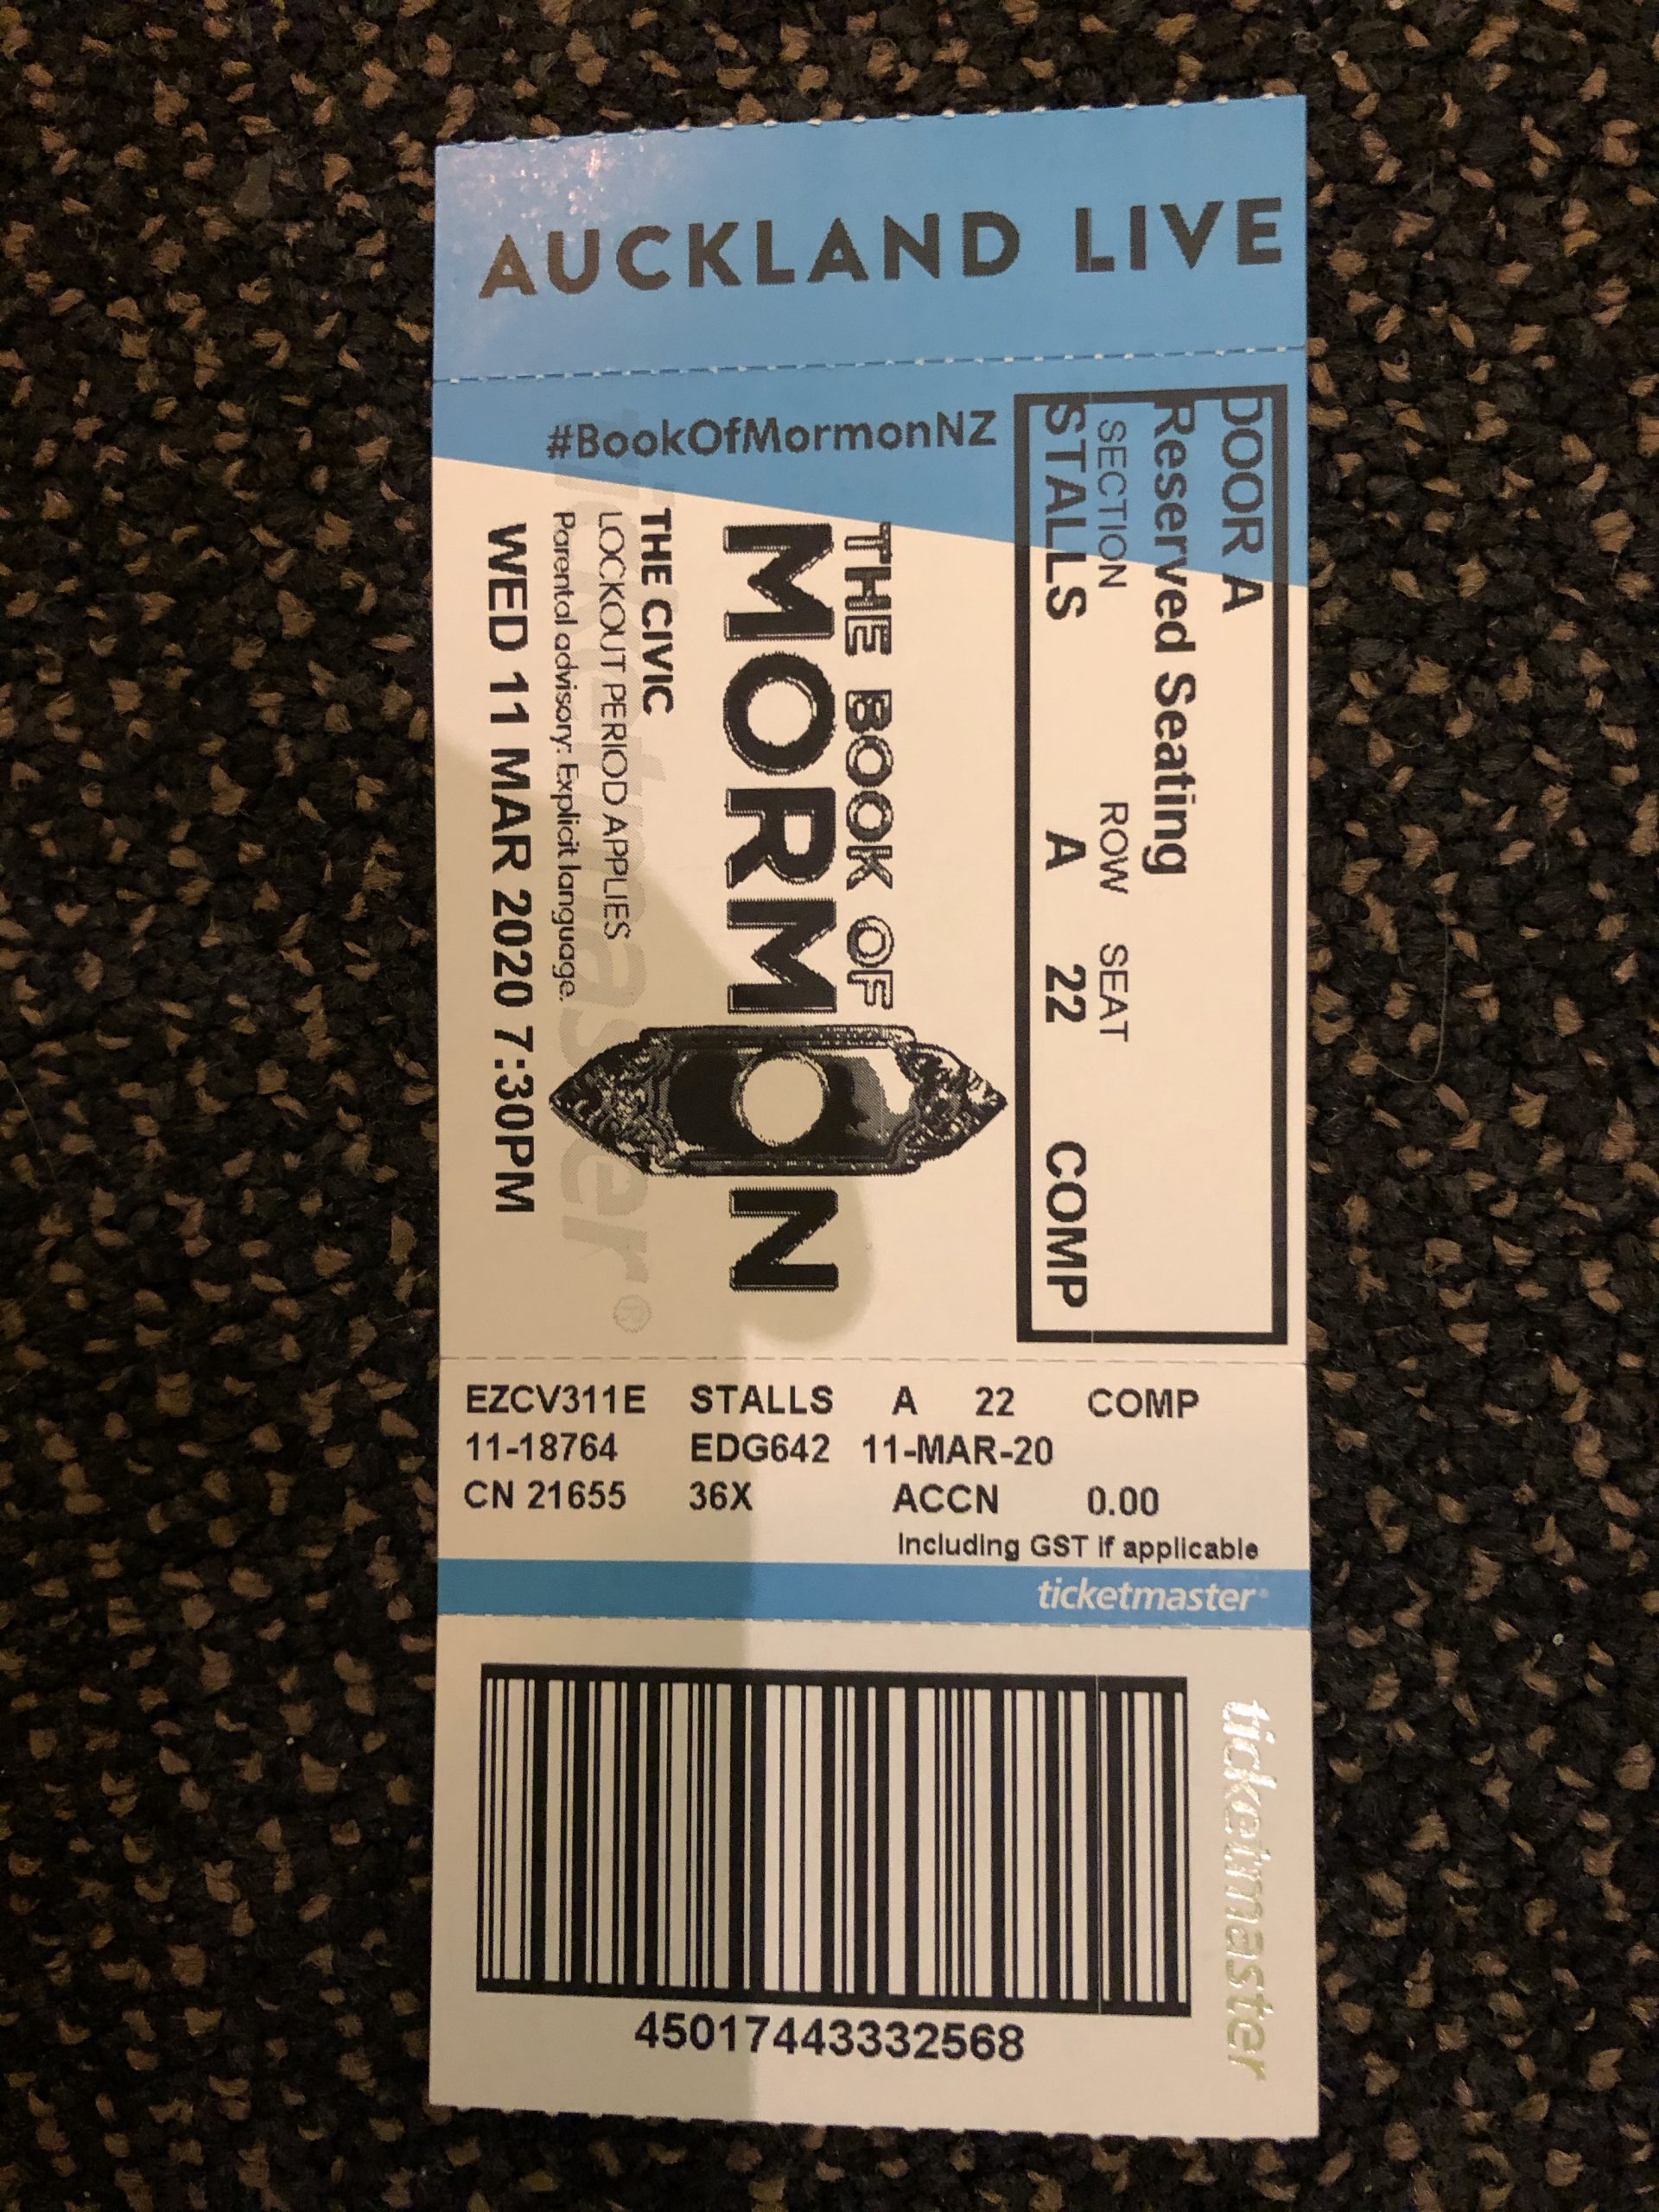 AUCKLAND LIVE
#BookOfMormonNZ
DOOR A
Reserved Seating
SECTION ROW SEAT
STALLS A 22 COMP
THE BOOK OF
MORMON
THE CIVIC
LOCKOUT PERIOD APPLIES
Parental advisory: Explicit language.
WED 11 MAR 2020 7:30PM
ticketmaster®
EZCV311E STALLS A 22 COMP
11-18764 EDG642 11-MAR-20
CN 21655 36X ACCN 0.00
Including GST if applicable
ticketmaster®
ticketmaster
45017443332568